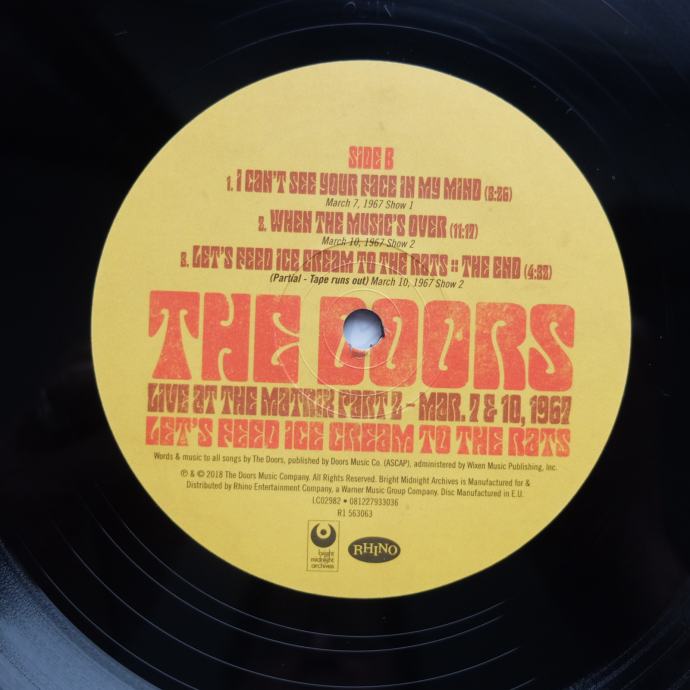 SIDE B
1. I CAN'T SEE YOUR FACE IN MY MIND (3:26)
March 7, 1967 Show 1
2. WHEN THE MUSIC'S OVER (11:17)
March 10, 1967 Show 2
3. LET'S FEED ICE CREAM TO THE RATS :: THE END (4:32)
(Partial - Tape runs out) March 10, 1967 Show 2
THE DOORS
LIVE AT THE MATRIX PART 2 - MAR. 7 & 10, 1967
LET'S FEED ICE CREAM TO THE RATS
Words & music to all songs by The Doors, published by Doors Music Co. (ASCAP), administered by Wixen Music Publishing, Inc.
℗ & © 2018 The Doors Music Company. All Rights Reserved. Bright Midnight Archives is Manufactured for &
Distributed by Rhino Entertainment Company, a Warner Music Group Company. Disc Manufactured in E.U.
LC02982 • 081227933036
R1 563063
bright
midnight
archives
RHINO